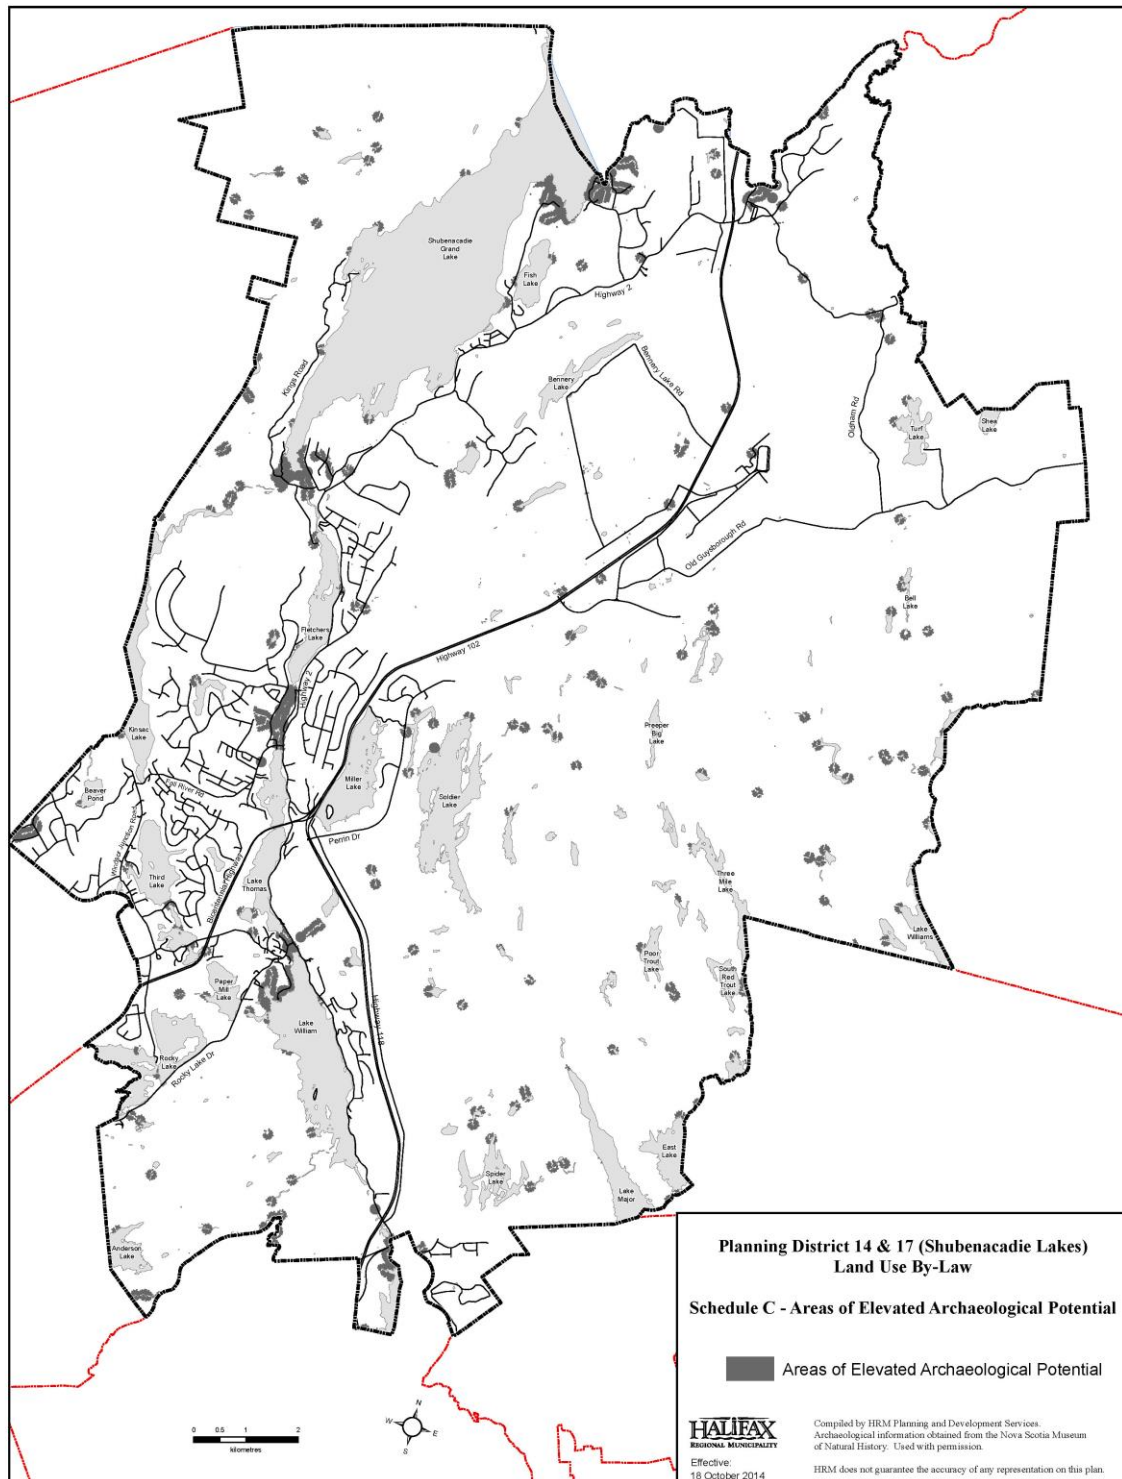 Shubenacadie
Grand
Lake
Fish
Lake
Highway 2
Kings Road
Bennery
Lake
Bennery Lake Rd
Oldham Rd
Turf
Lake
Shea
Lake
Old Guysborough Rd
Bell
Lake
Fletchers
Lake
Highway 2
Highway 102
Kinsac
Lake
Preeper
Big
Lake
Beaver
Pond
Fall River Rd
Miller
Lake
Soldier
Lake
Windsor Junction Road
Perrin Dr
Third
Lake
Bicentennial Highway
Lake
Thomas
Three
Mile
Lake
Lake
Williams
Poor
Trout
Lake
South
Red
Trout
Lake
Paper
Mill
Lake
Lake
William
Highway 118
Rocky
Lake
Rocky Lake Dr
East
Lake
Spider
Lake
Lake
Major
Anderson
Lake
Planning District 14 & 17 (Shubenacadie Lakes)
Land Use By-Law
Schedule C - Areas of Elevated Archaeological Potential
Areas of Elevated Archaeological Potential
HALIFAX
REGIONAL MUNICIPALITY
Effective:
18 October 2014
Compiled by HRM Planning and Development Services.
Archaeological information obtained from the Nova Scotia Museum
of Natural History. Used with permission.
HRM does not guarantee the accuracy of any representation on this plan.
0 0.5 1 2
kilometres
N
W
E
S